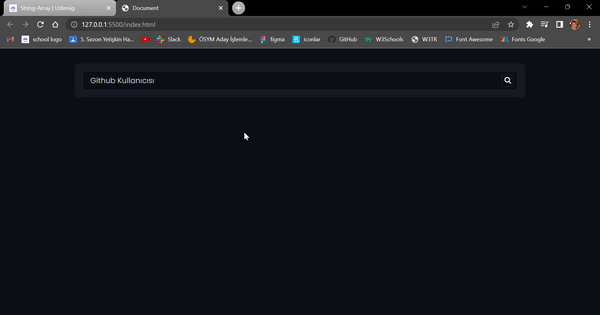 String-Array | Udemig
Document
127.0.0.1:5500/index.html
school logo
5. Sezon Yetişkin Ha...
Slack
ÖSYM Aday İşlemle...
figma
iconlar
GitHub
W3Schools
W3TR
Font Awesome
Fonts Google
Github Kullanıcısı